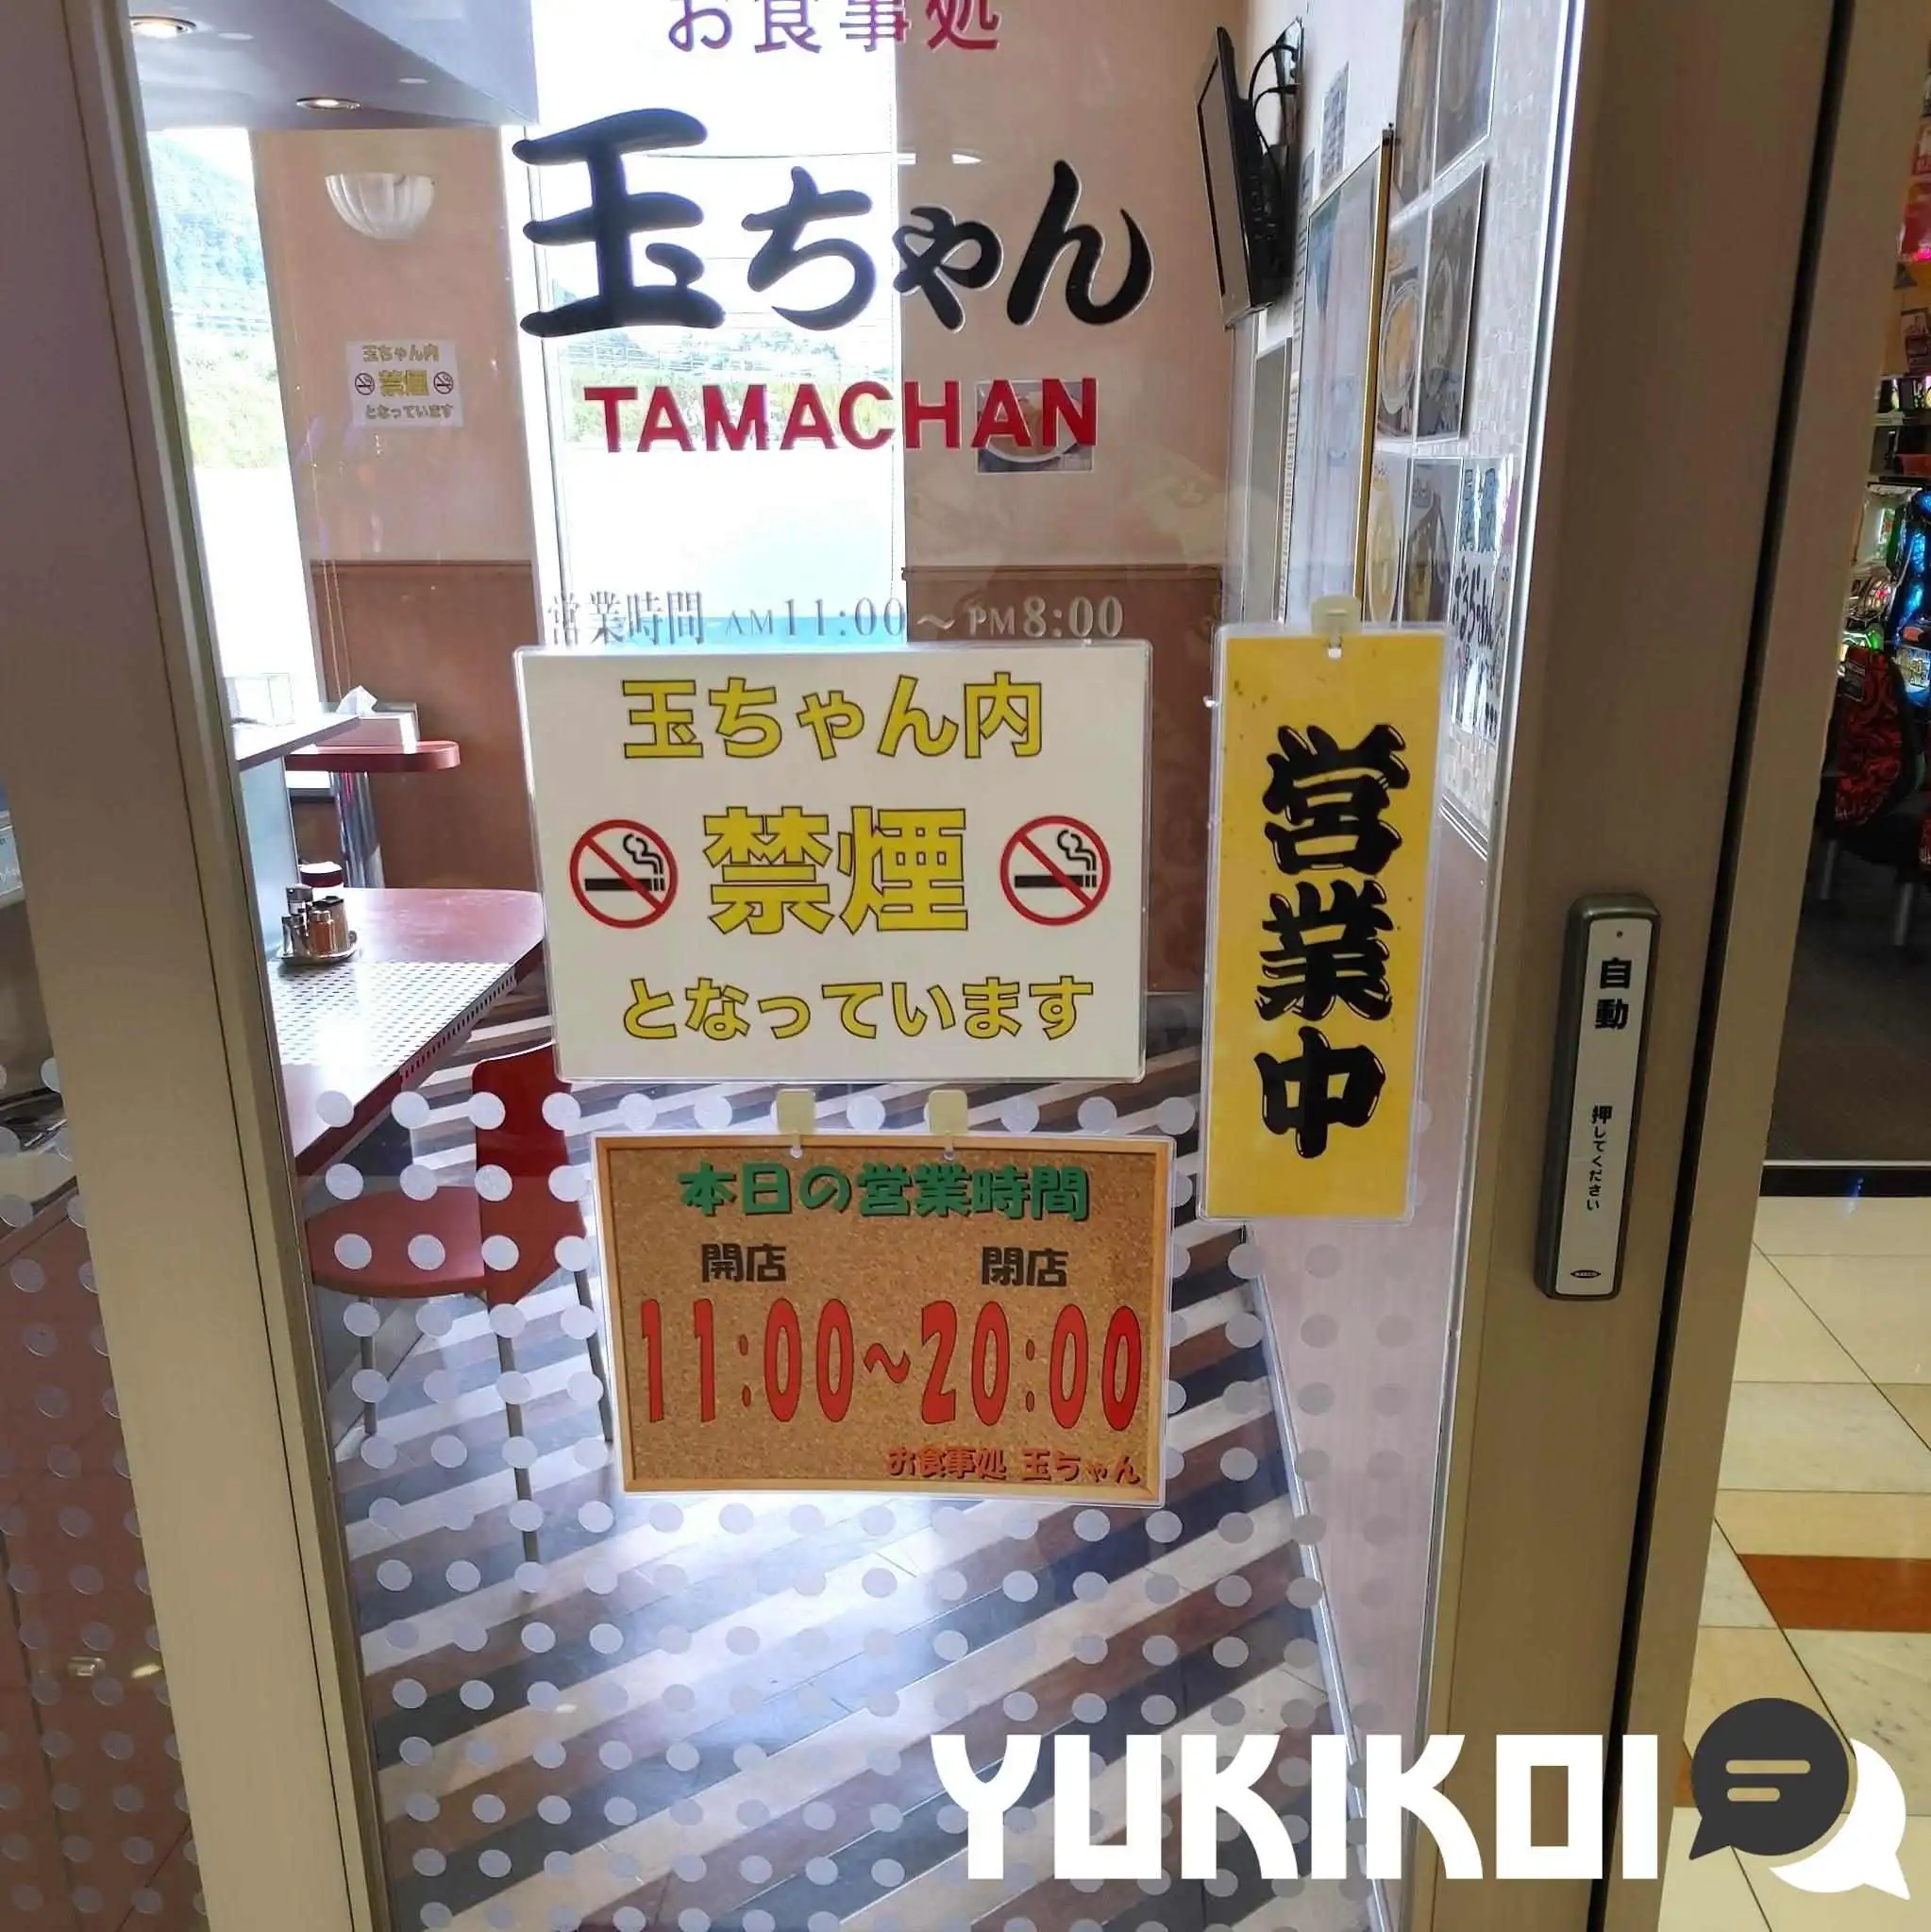 お食事処
玉ちゃん
TAMACHAN
玉ちゃん内
禁煙
となっています
営業時間 AM11:00～PM8:00
玉ちゃん内
禁煙
となっています
営業中
自動 押してください
本日の営業時間
開店 閉店
11:00~20:00
お食事処 玉ちゃん
YUKIKOI